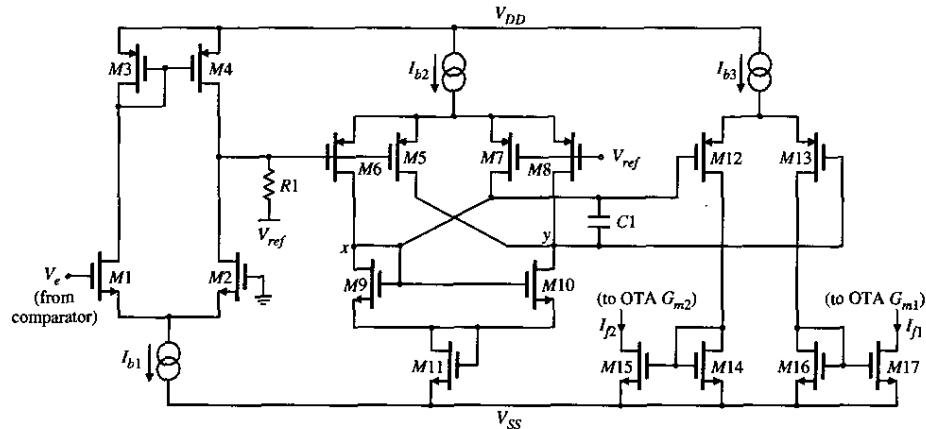 V_DD
M3
M4
I_b2
I_b3
M6
M5
M7
M8
V_ref
M12
M13
R1
V_ref
C1
x
y
V_e
(from
comparator)
M1
M2
M9
M10
(to OTA G_m2)
(to OTA G_m1)
I_f2
I_f1
I_b1
M11
M15
M14
M16
M17
V_SS